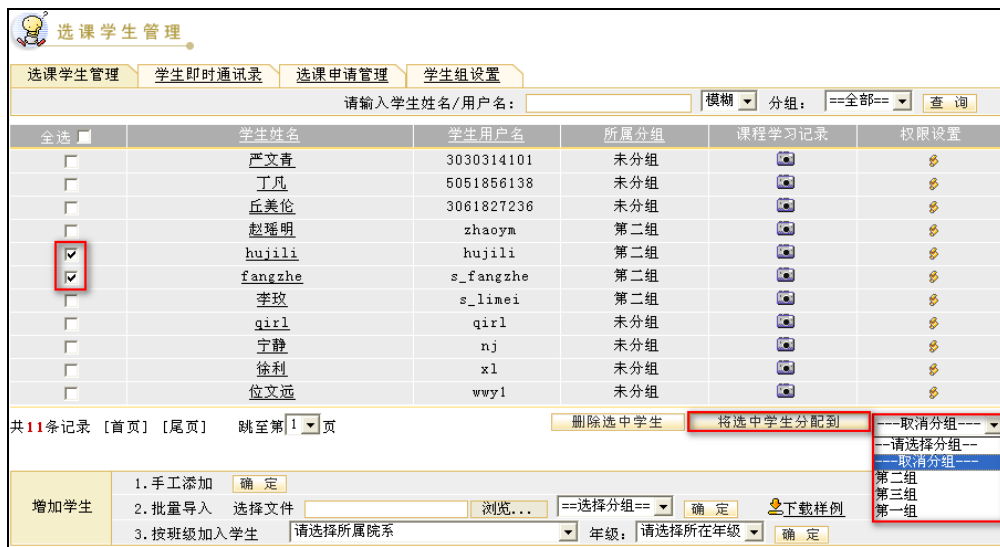 选课学生管理
选课学生管理 学生即时通讯录 选课申请管理 学生组设置
请输入学生姓名/用户名： 模糊 分组： ==全部== 查 询
全选 学生姓名 学生用户名 所属分组 课程学习记录 权限设置
严文青 3030314101 未分组
丁凡 5051856138 未分组
丘美伦 3061827236 未分组
赵瑶明 zhaoym 第二组
hujili hujili 第二组
fangzhe s_fangzhe 第二组
李玫 s_limei 第二组
qirl qirl 未分组
宁静 nj 未分组
徐利 xl 未分组
位文远 wwy1 未分组
共11条记录 [首页] [尾页] 跳至第 1 页 删除选中学生 将选中学生分配到 ---取消分组---
--请选择分组--
---取消分组---
第二组
第三组
第一组
增加学生
1.手工添加 确 定
2.批量导入 选择文件 浏览... ==选择分组== 确 定 下载样例
3.按班级加入学生 请选择所属院系 年级： 请选择所在年级 确 定